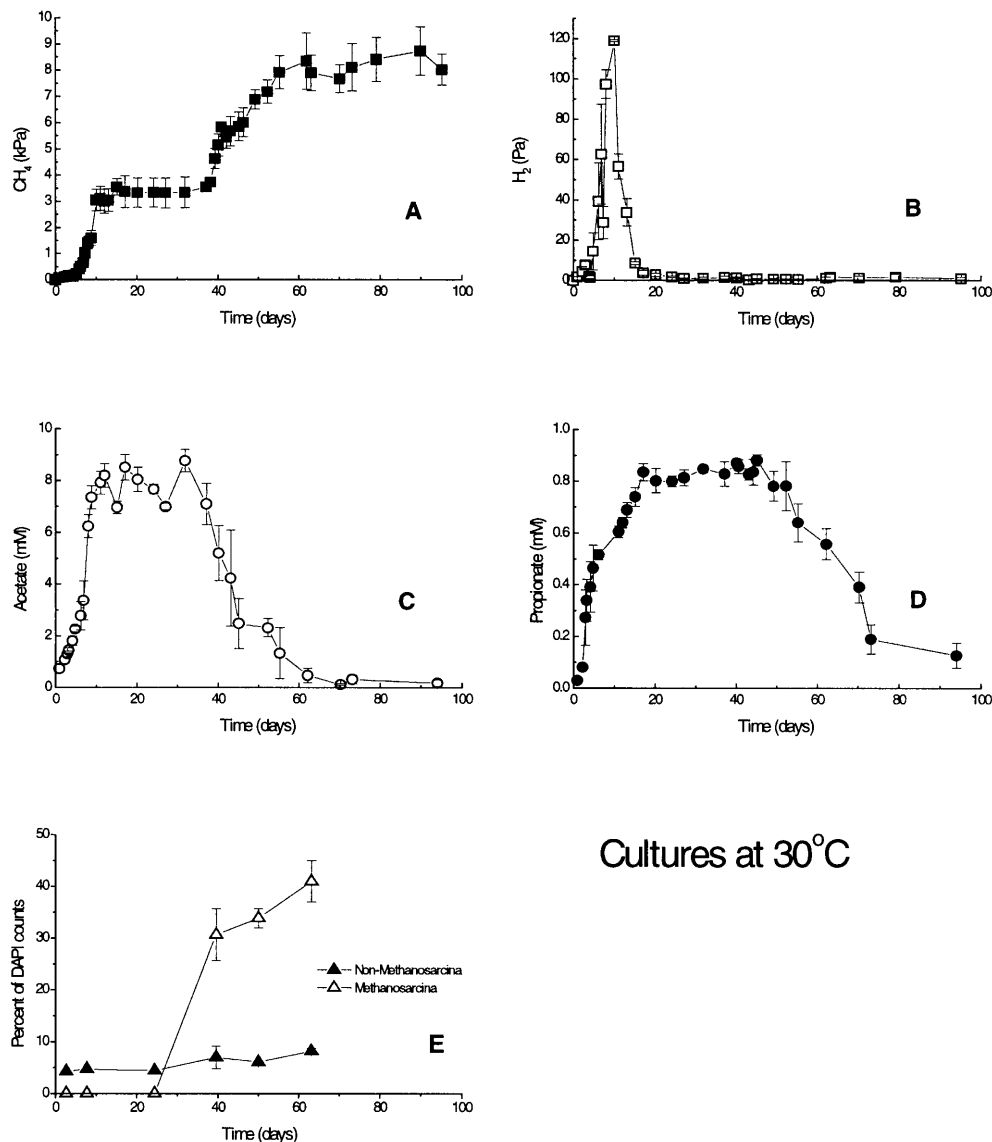 10
9
8
7
6
5
4
3
2
1
0
CH4 (kPa)
A
0 20 40 60 80 100
Time (days)
120
100
80
60
40
20
0
H2 (Pa)
B
0 20 40 60 80 100
Time (days)
10
8
6
4
2
0
Acetate (mM)
C
0 20 40 60 80 100
Time (days)
1.0
0.8
0.6
0.4
0.2
0.0
Propionate (mM)
D
0 20 40 60 80 100
Time (days)
50
40
30
20
10
0
Percent of DAPI counts
Non-Methanosarcina
Methanosarcina
E
0 20 40 60 80 100
Time (days)
Cultures at 30°C